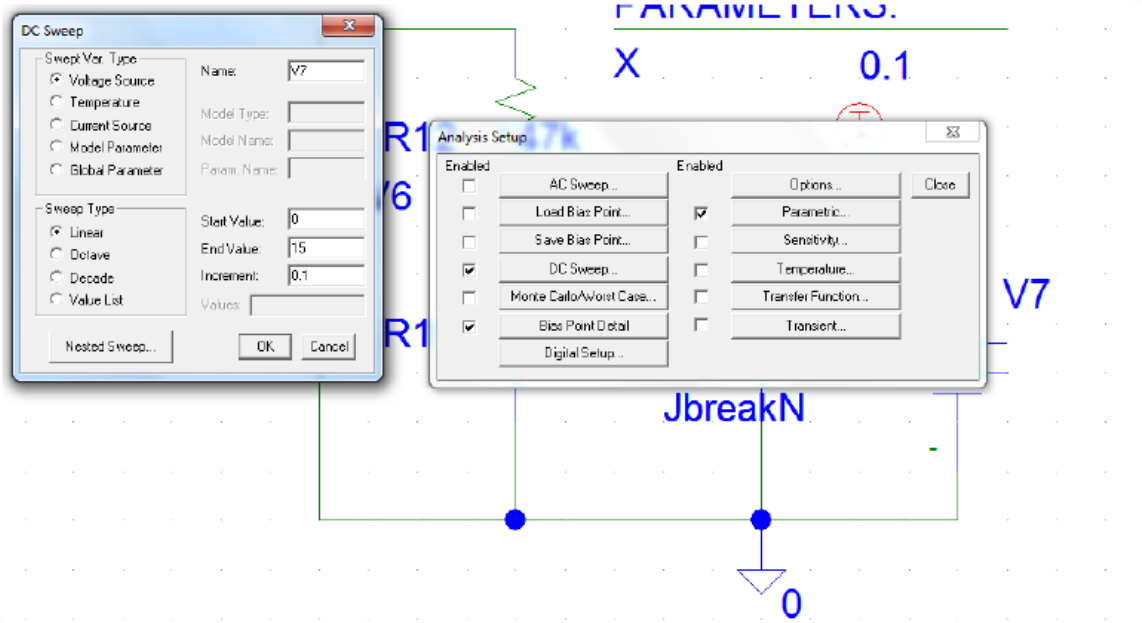 PARAMETERS:
X
0.1
DC Sweep
Swept Var. Type
Voltage Source
Temperature
Current Source
Model Parameter
Global Parameter
Name:
V7
Model Type:
Model Name:
Param. Name:
Sweep Type
Linear
Octave
Decade
Value List
Start Value:
0
End Value:
15
Increment:
0.1
Values:
Nested Sweep...
OK
Cancel
47k
Analysis Setup
Enabled
Enabled
AC Sweep...
Options...
Close
Load Bias Point...
Parametric...
Save Bias Point...
Sensitivity...
DC Sweep...
Temperature...
Monte Carlo/Worst Case...
Transfer Function...
Bias Point Detail
Transient...
Digital Setup...
R1
6
R1
V7
JbreakN
-
0